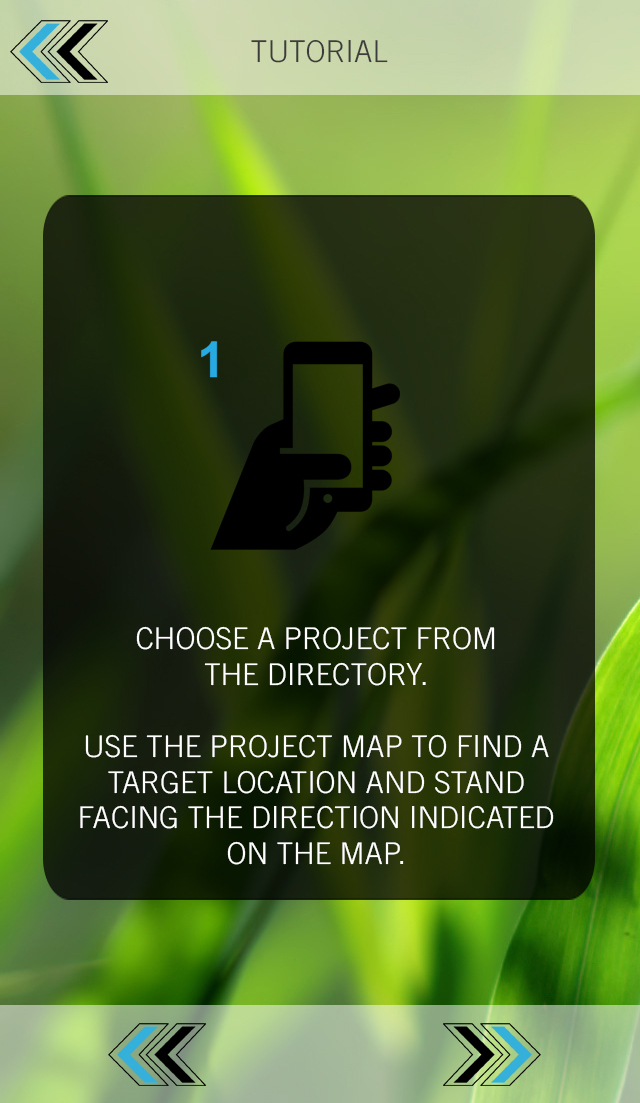 TUTORIAL
1
CHOOSE A PROJECT FROM
THE DIRECTORY.
USE THE PROJECT MAP TO FIND A
TARGET LOCATION AND STAND
FACING THE DIRECTION INDICATED
ON THE MAP.